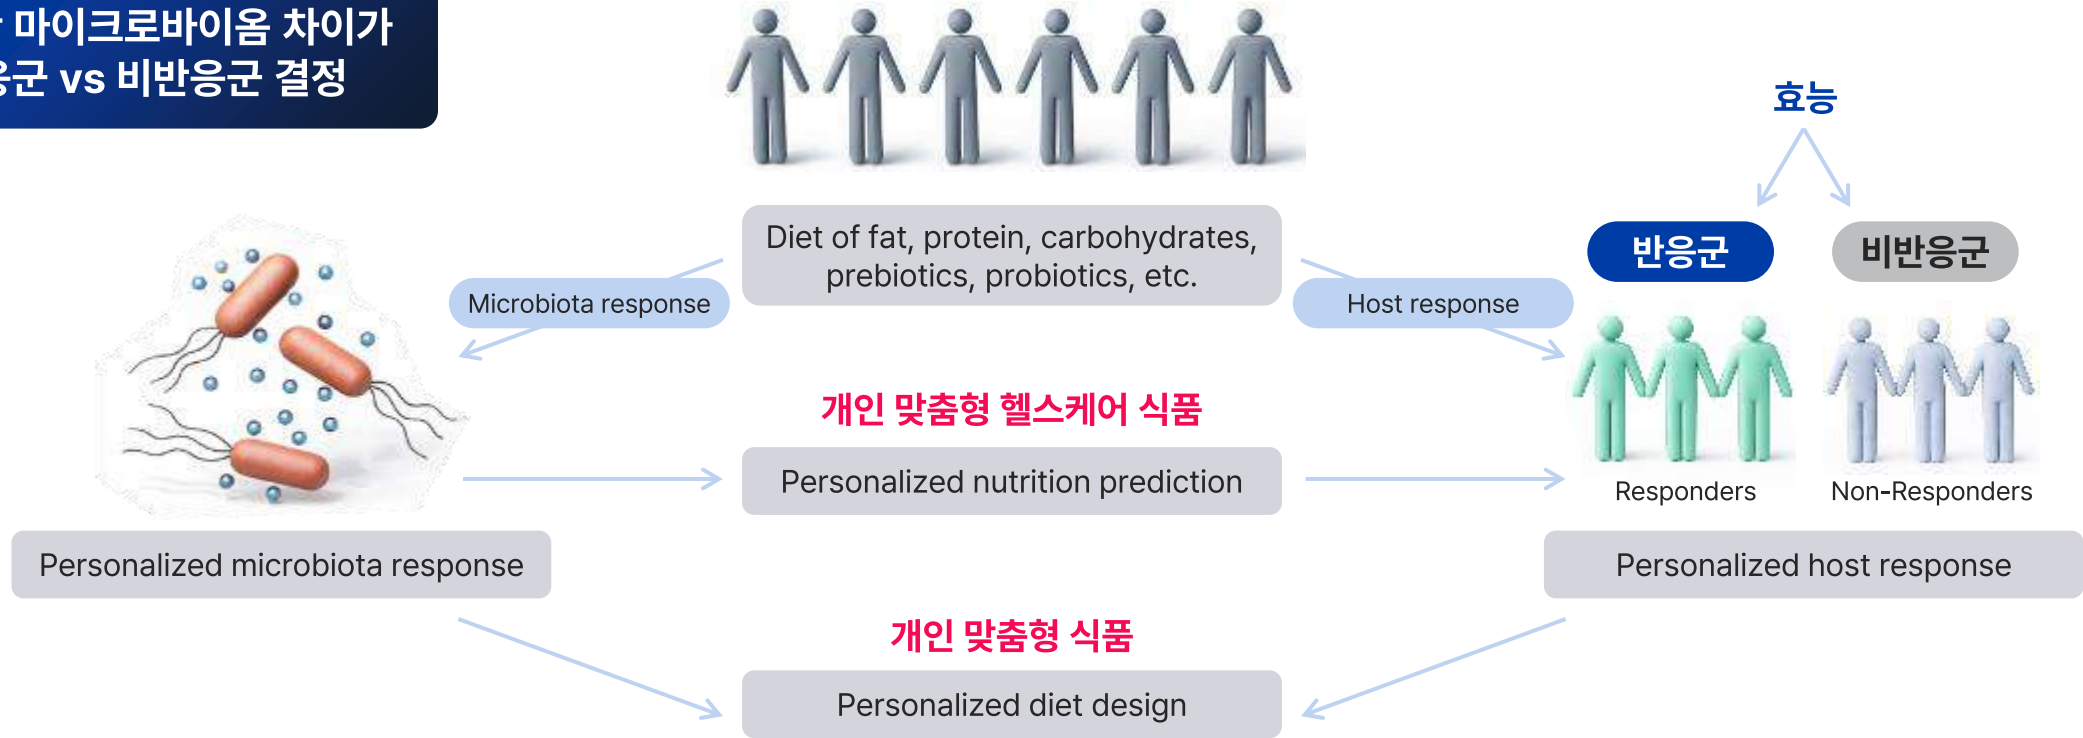 마이크로바이옴 차이가
vs 비반응군 결정
효능
Diet of fat, protein, carbohydrates,
prebiotics, probiotics, etc.
반응군
비반응군
Microbiota response
Host response
개인 맞춤형 헬스케어 식품
Personalized nutrition prediction
Responders
Non-Responders
Personalized microbiota response
Personalized host response
개인 맞춤형 식품
Personalized diet design